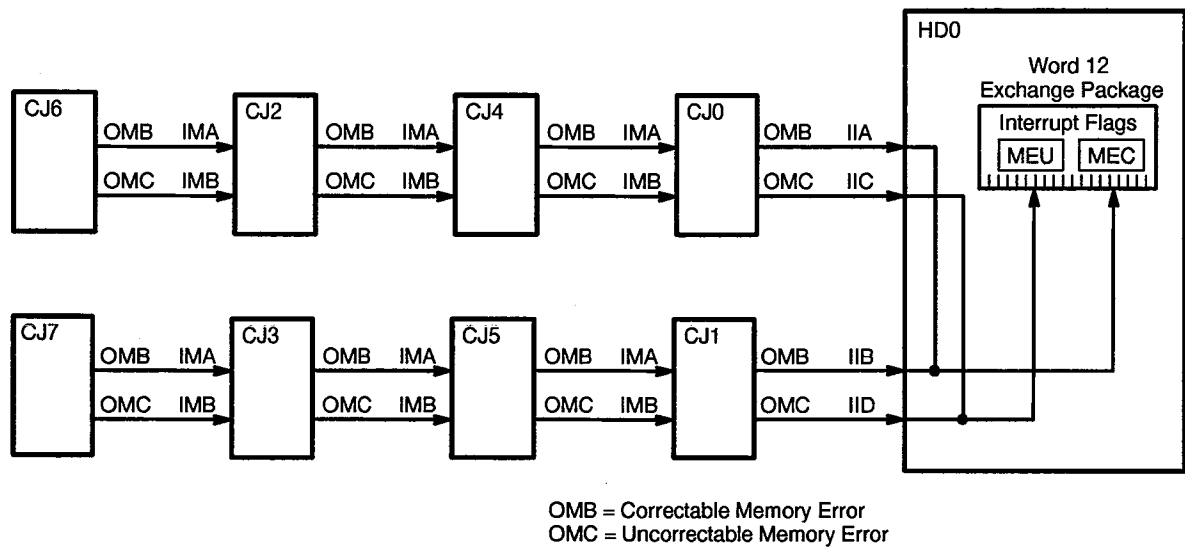 HD0
Word 12
Exchange Package
Interrupt Flags
MEU MEC
CJ6 CJ2 CJ4 CJ0
OMB IMA OMB IMA OMB IMA OMB IIA
OMC IMB OMC IMB OMC IMB OMC IIC
CJ7 CJ3 CJ5 CJ1
OMB IMA OMB IMA OMB IMA OMB IIB
OMC IMB OMC IMB OMC IMB OMC IID
OMB = Correctable Memory Error
OMC = Uncorrectable Memory Error